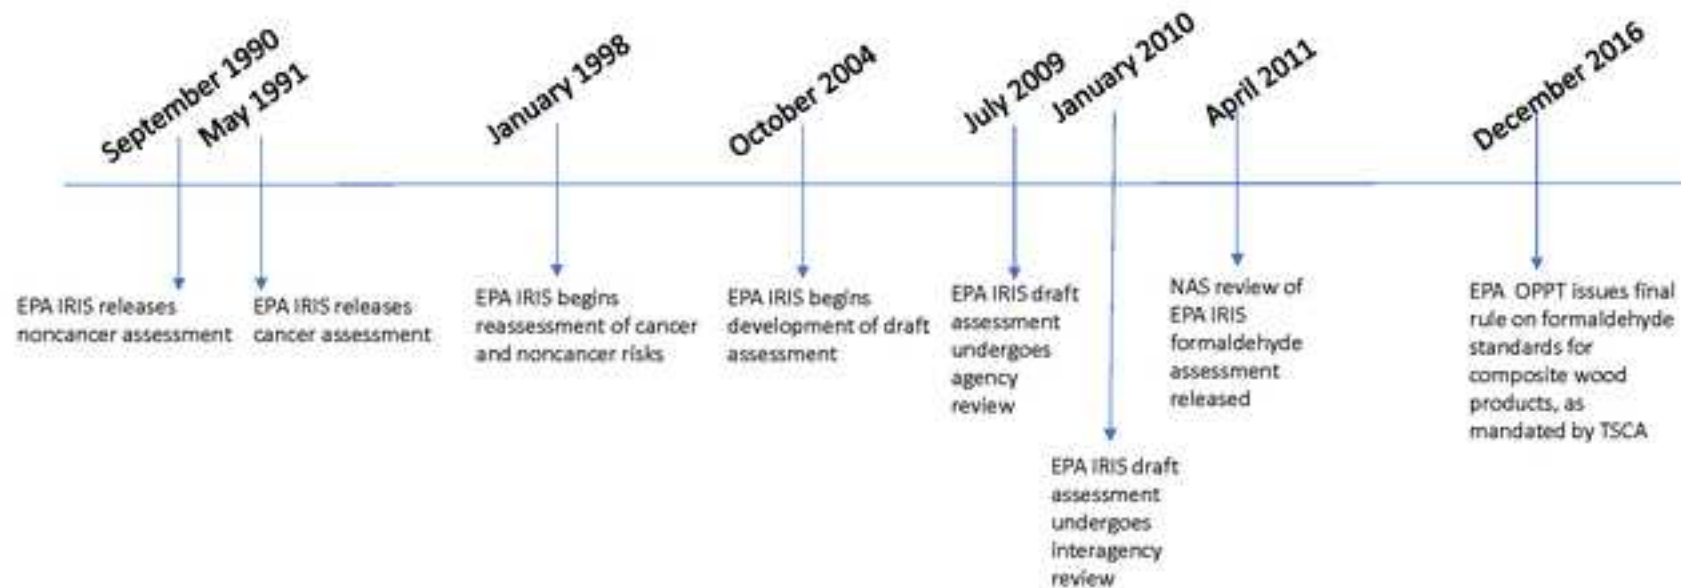 September 1990
May 1991
January 1998
October 2004
July 2009
January 2010
April 2011
December 2016
EPA IRIS releases
noncancer assessment
EPA IRIS releases
cancer assessment
EPA IRIS begins
reassessment of cancer
and noncancer risks
EPA IRIS begins
development of draft
assessment
EPA IRIS draft
assessment
undergoes
agency
review
EPA IRIS draft
assessment
undergoes
interagency
review
NAS review of
EPA IRIS
formaldehyde
assessment
released
EPA OPPT issues final
rule on formaldehyde
standards for
composite wood
products, as
mandated by TSCA